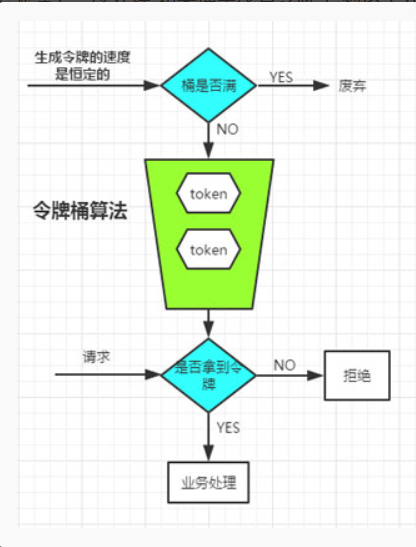 生成令牌的速度
是恒定的
桶是否满
YES
废弃
NO
token
令牌桶算法
token
请求
是否拿到令
牌
NO
拒绝
YES
业务处理